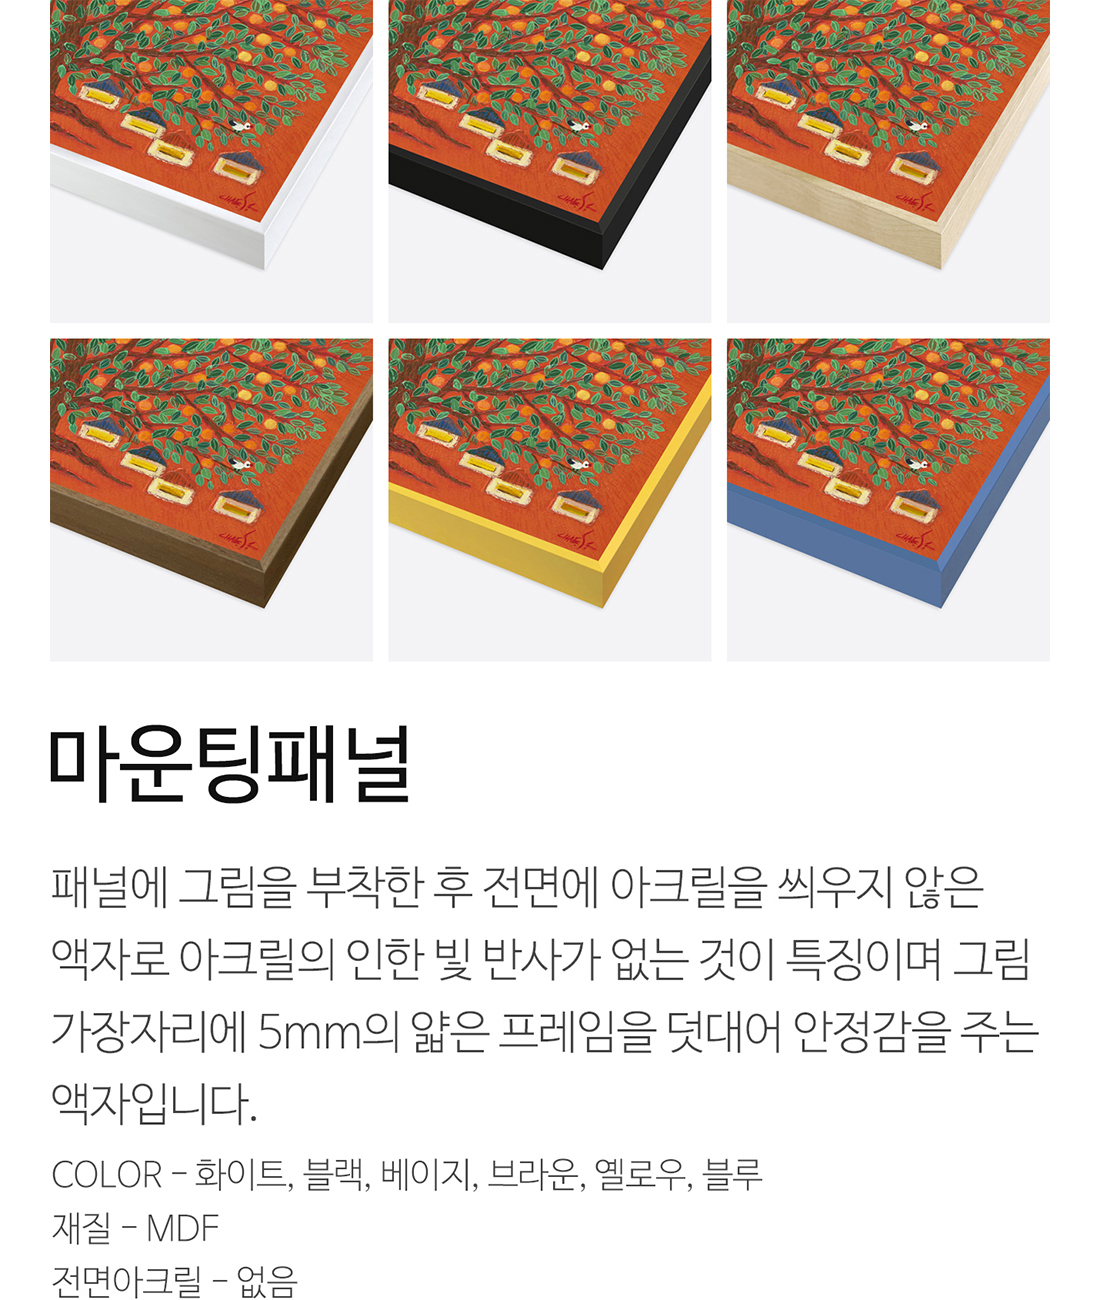 마운팅패널
패널에 그림을 부착한 후 전면에 아크릴을 씌우지 않은
액자로 아크릴의 인한 빛 반사가 없는 것이 특징이며 그림
가장자리에 5mm의 얇은 프레임을 덧대어 안정감을 주는
액자입니다.
COLOR - 화이트, 블랙, 베이지, 브라운, 옐로우, 블루
재질 - MDF
전면아크릴 - 없음